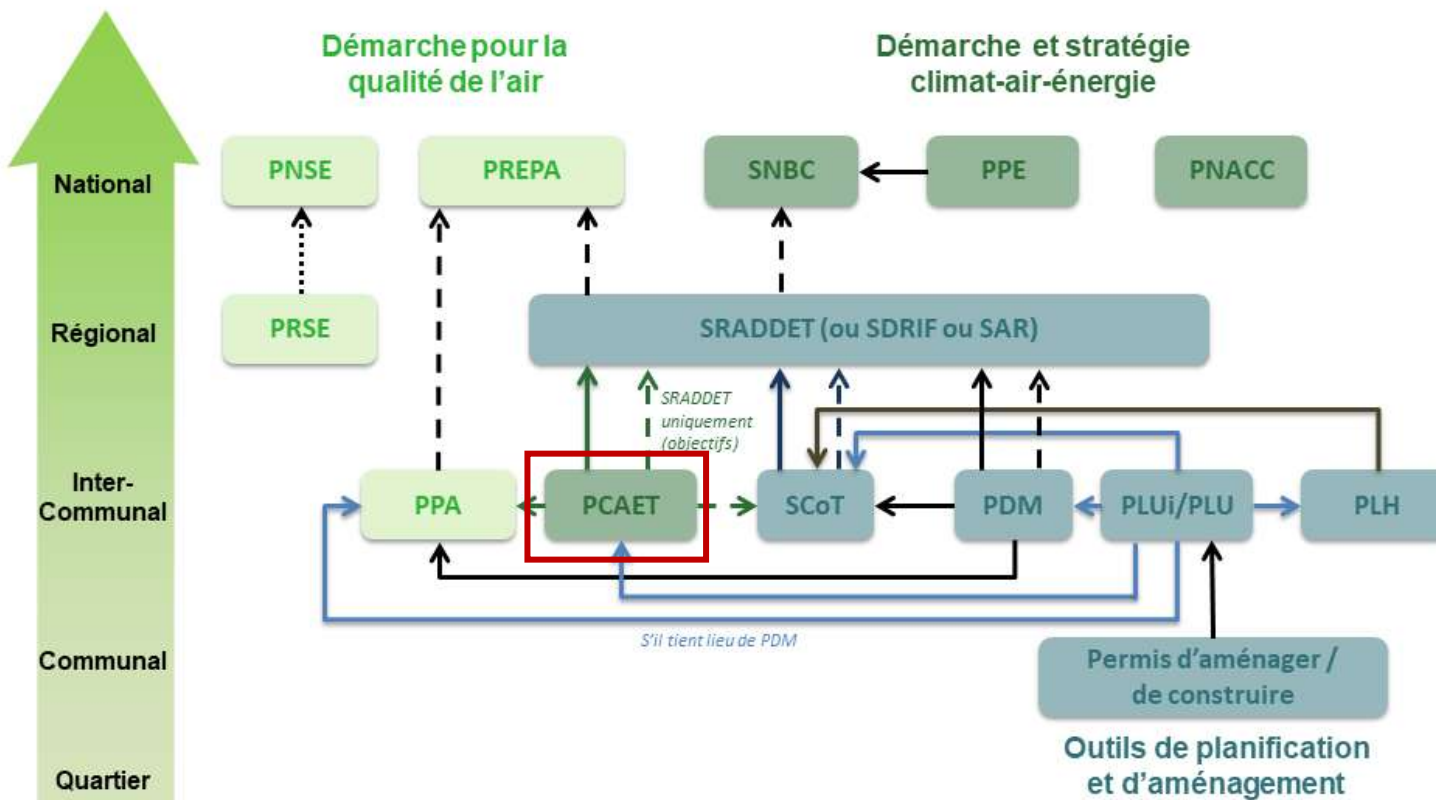 Démarche pour la
qualité de l'air
Démarche et stratégie
climat-air-énergie
National
PNSE
PREPA
SNBC
PPE
PNACC
Régional
PRSE
SRADDET (ou SDRIF ou SAR)
SRADDET
uniquement
(objectifs)
Inter-
Communal
PPA
PCAET
SCoT
PDM
PLUi/PLU
PLH
S'il tient lieu de PDM
Communal
Permis d'aménager /
de construire
Outils de planification
et d'aménagement
Quartier